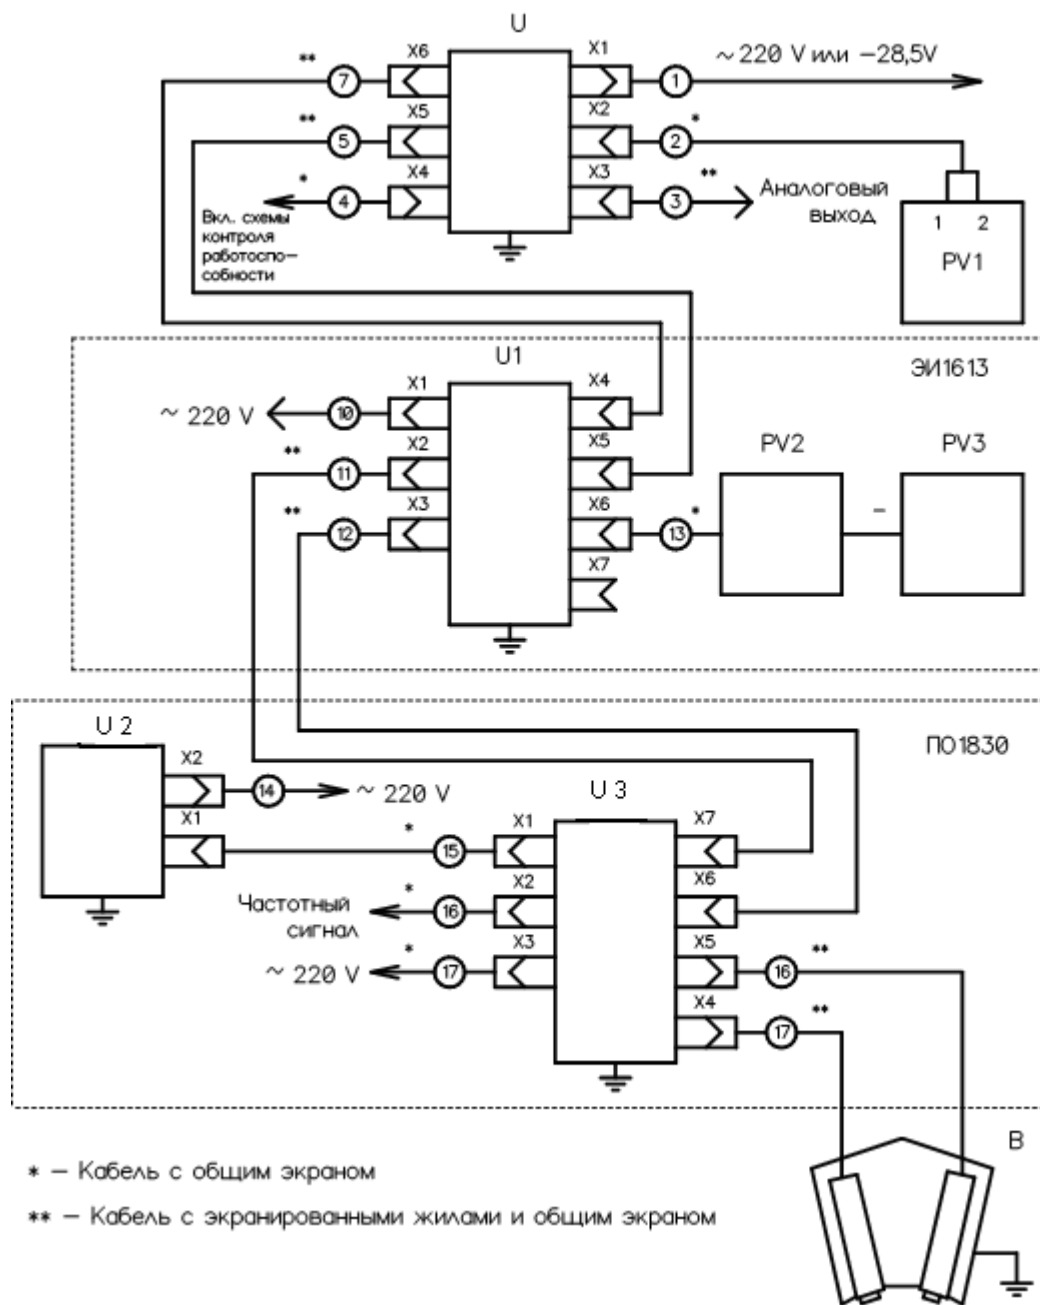 U
X6
X1
~ 220 V или –28,5V
**
7
1
X5
X2
**
*
5
2
X4
X3
*
**
4
3
Аналоговый
выход
Вкл. схемы
контроля
работоспо–
собности
1 2
PV1
U1
ЭИ1613
X1
X4
~ 220 V
10
X2
X5
PV2
PV3
**
11
X3
X6
**
*
–
12
13
X7
U 2
ПО1830
X2
14
~ 220 V
U 3
X1
X1
X7
*
15
X2
X6
Частотный
сигнал
*
16
X3
X5
*
**
~ 220 V
17
16
X4
**
17
B
* – Кабель с общим экраном
** – Кабель с экранированными жилами и общим экраном